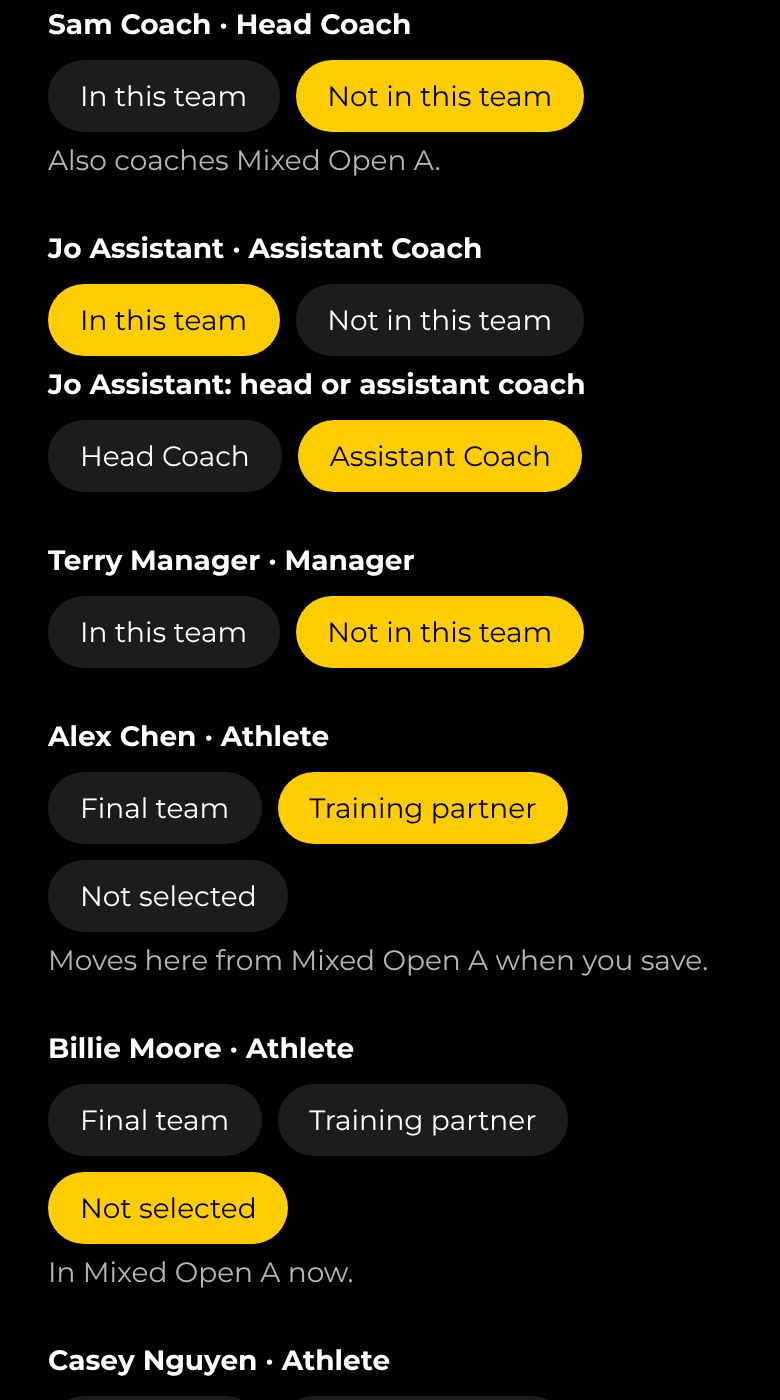 Sam Coach · Head Coach
In this team Not in this team
Also coaches Mixed Open A.
Jo Assistant · Assistant Coach
In this team Not in this team
Jo Assistant: head or assistant coach
Head Coach Assistant Coach
Terry Manager · Manager
In this team Not in this team
Alex Chen · Athlete
Final team Training partner
Not selected
Moves here from Mixed Open A when you save.
Billie Moore · Athlete
Final team Training partner
Not selected
In Mixed Open A now.
Casey Nguyen · Athlete